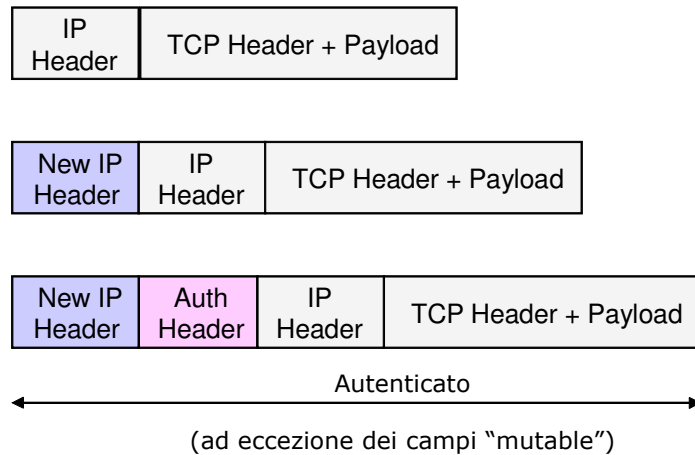 IP
Header
TCP Header + Payload
New IP
Header
IP
Header
TCP Header + Payload
New IP
Header
Auth
Header
IP
Header
TCP Header + Payload
Autenticato
(ad eccezione dei campi “mutable”)